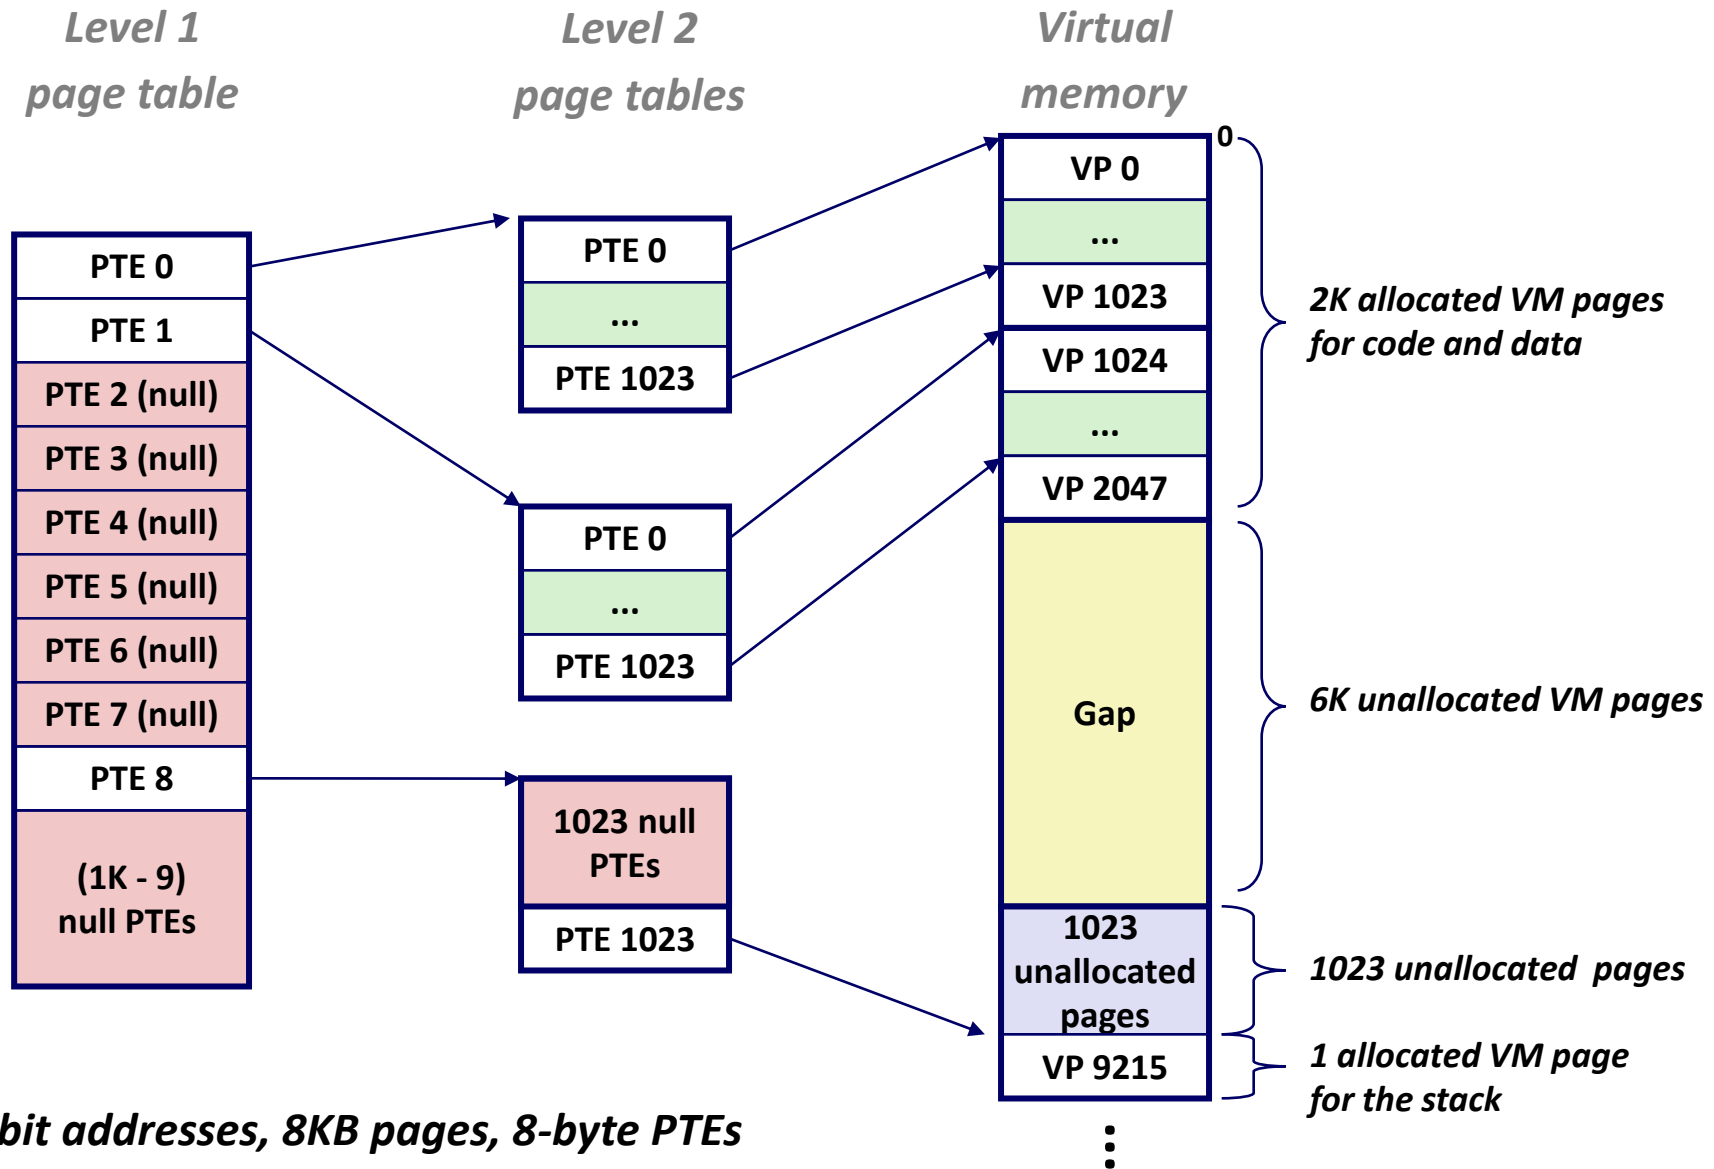 Level 1
page table
Level 2
page tables
Virtual
memory
PTE 0
PTE 1
PTE 2 (null)
PTE 3 (null)
PTE 4 (null)
PTE 5 (null)
PTE 6 (null)
PTE 7 (null)
PTE 8
(1K - 9)
null PTEs
PTE 0
...
PTE 1023
PTE 0
...
PTE 1023
1023 null
PTEs
PTE 1023
0
VP 0
...
VP 1023
VP 1024
...
VP 2047
Gap
1023
unallocated
pages
VP 9215
2K allocated VM pages
for code and data
6K unallocated VM pages
1023 unallocated pages
1 allocated VM page
for the stack
bit addresses, 8KB pages, 8-byte PTEs